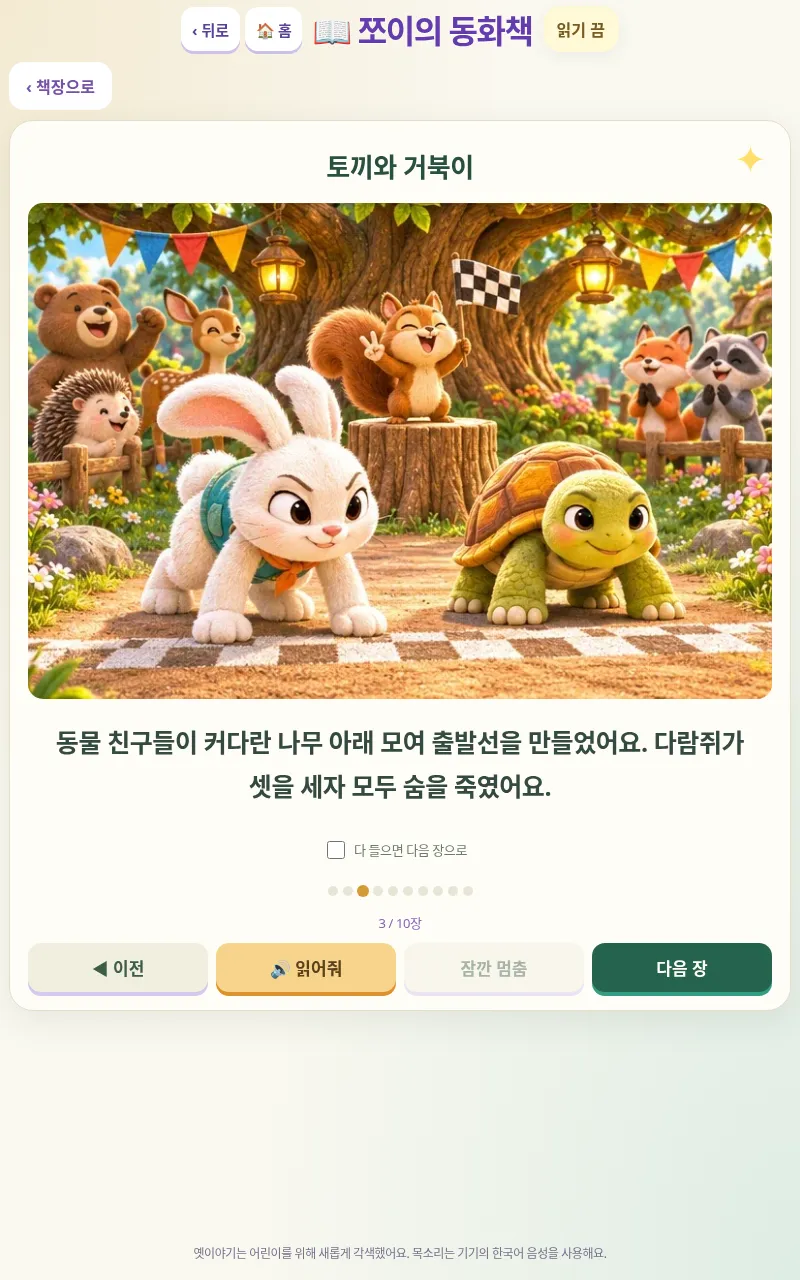 ‹ 뒤로
🏠 홈
📖 쪼이의 동화책
읽기 끔
‹ 책장으로
토끼와 거북이
동물 친구들이 커다란 나무 아래 모여 출발선을 만들었어요. 다람쥐가
셋을 세자 모두 숨을 죽였어요.
다 들으면 다음 장으로
3 / 10장
◀ 이전
🔊 읽어줘
잠깐 멈춤
다음 장
옛이야기는 어린이를 위해 새롭게 각색했어요. 목소리는 기기의 한국어 음성을 사용해요.